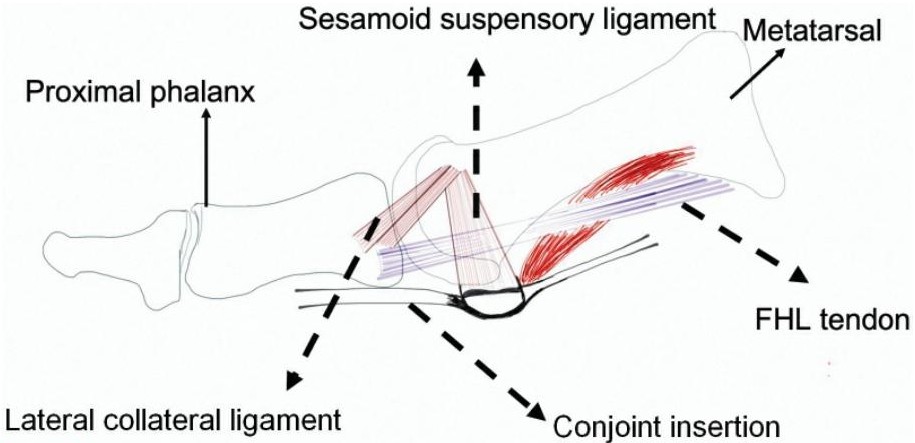 Sesamoid suspensory ligament
Metatarsal
Proximal phalanx
FHL tendon
Lateral collateral ligament
Conjoint insertion